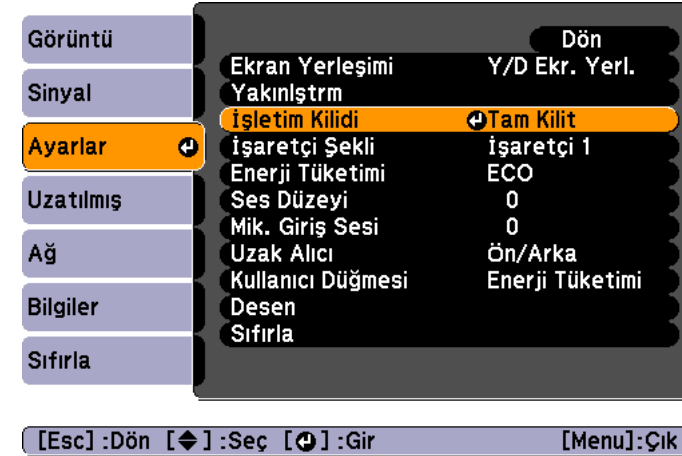 Görüntü
Sinyal
Ayarlar
Uzatılmış
Ağ
Bilgiler
Sıfırla
Dön
Ekran Yerleşimi Y/D Ekr. Yerl.
Yakınlştrm
İşletim Kilidi Tam Kilit
İşaretçi Şekli İşaretçi 1
Enerji Tüketimi ECO
Ses Düzeyi 0
Mik. Giriş Sesi 0
Uzak Alıcı Ön/Arka
Kullanıcı Düğmesi Enerji Tüketimi
Desen
Sıfırla
[Esc] :Dön [◆] :Seç [⏎] :Gir [Menu]:Çık